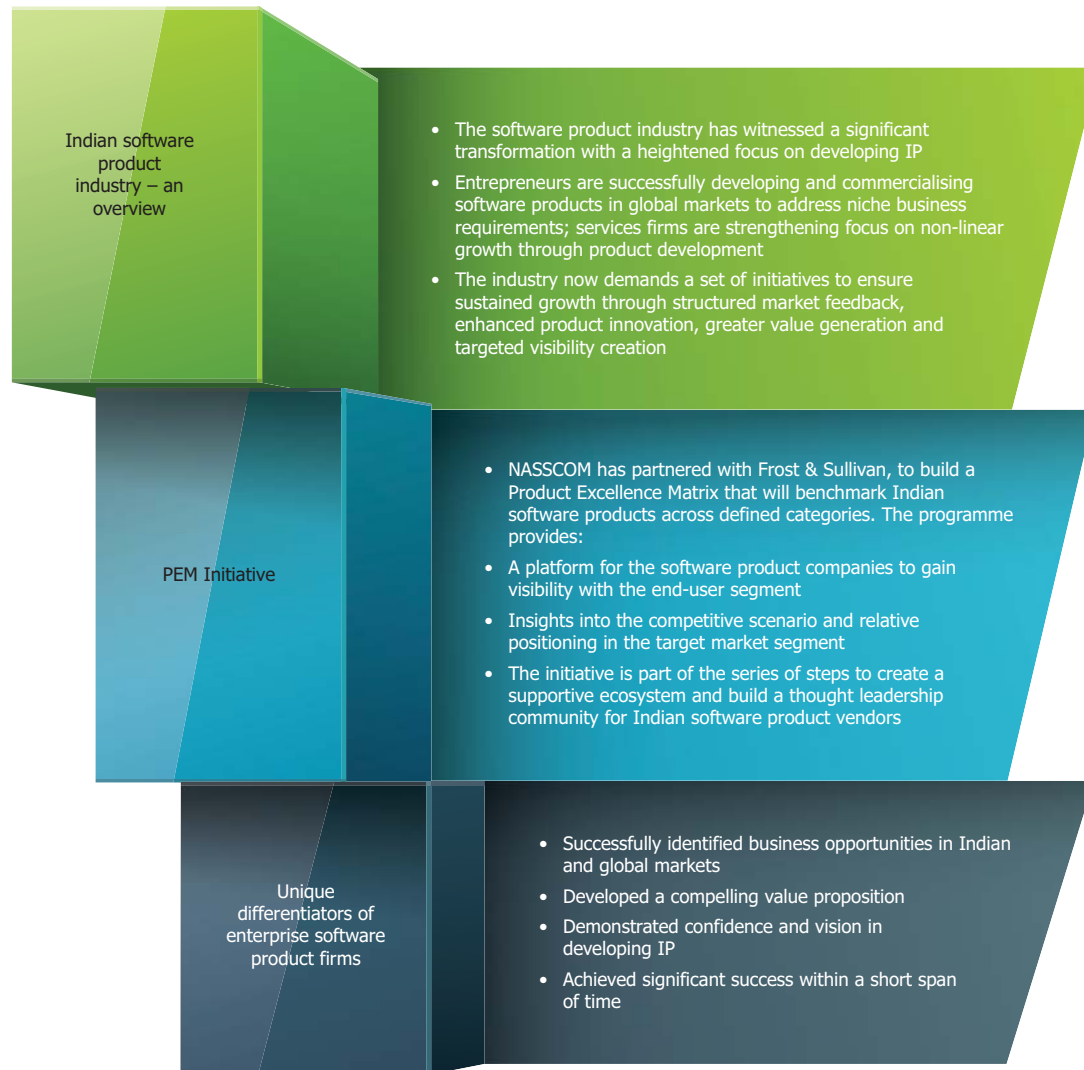 Indian software
product
industry – an
overview
• The software product industry has witnessed a significant
transformation with a heightened focus on developing IP
• Entrepreneurs are successfully developing and commercialising
software products in global markets to address niche business
requirements; services firms are strengthening focus on non-linear
growth through product development
• The industry now demands a set of initiatives to ensure
sustained growth through structured market feedback,
enhanced product innovation, greater value generation and
targeted visibility creation
PEM Initiative
• NASSCOM has partnered with Frost & Sullivan, to build a
Product Excellence Matrix that will benchmark Indian
software products across defined categories. The programme
provides:
• A platform for the software product companies to gain
visibility with the end-user segment
• Insights into the competitive scenario and relative
positioning in the target market segment
• The initiative is part of the series of steps to create a
supportive ecosystem and build a thought leadership
community for Indian software product vendors
Unique
differentiators of
enterprise software
product firms
• Successfully identified business opportunities in Indian
and global markets
• Developed a compelling value proposition
• Demonstrated confidence and vision in
developing IP
• Achieved significant success within a short span
of time